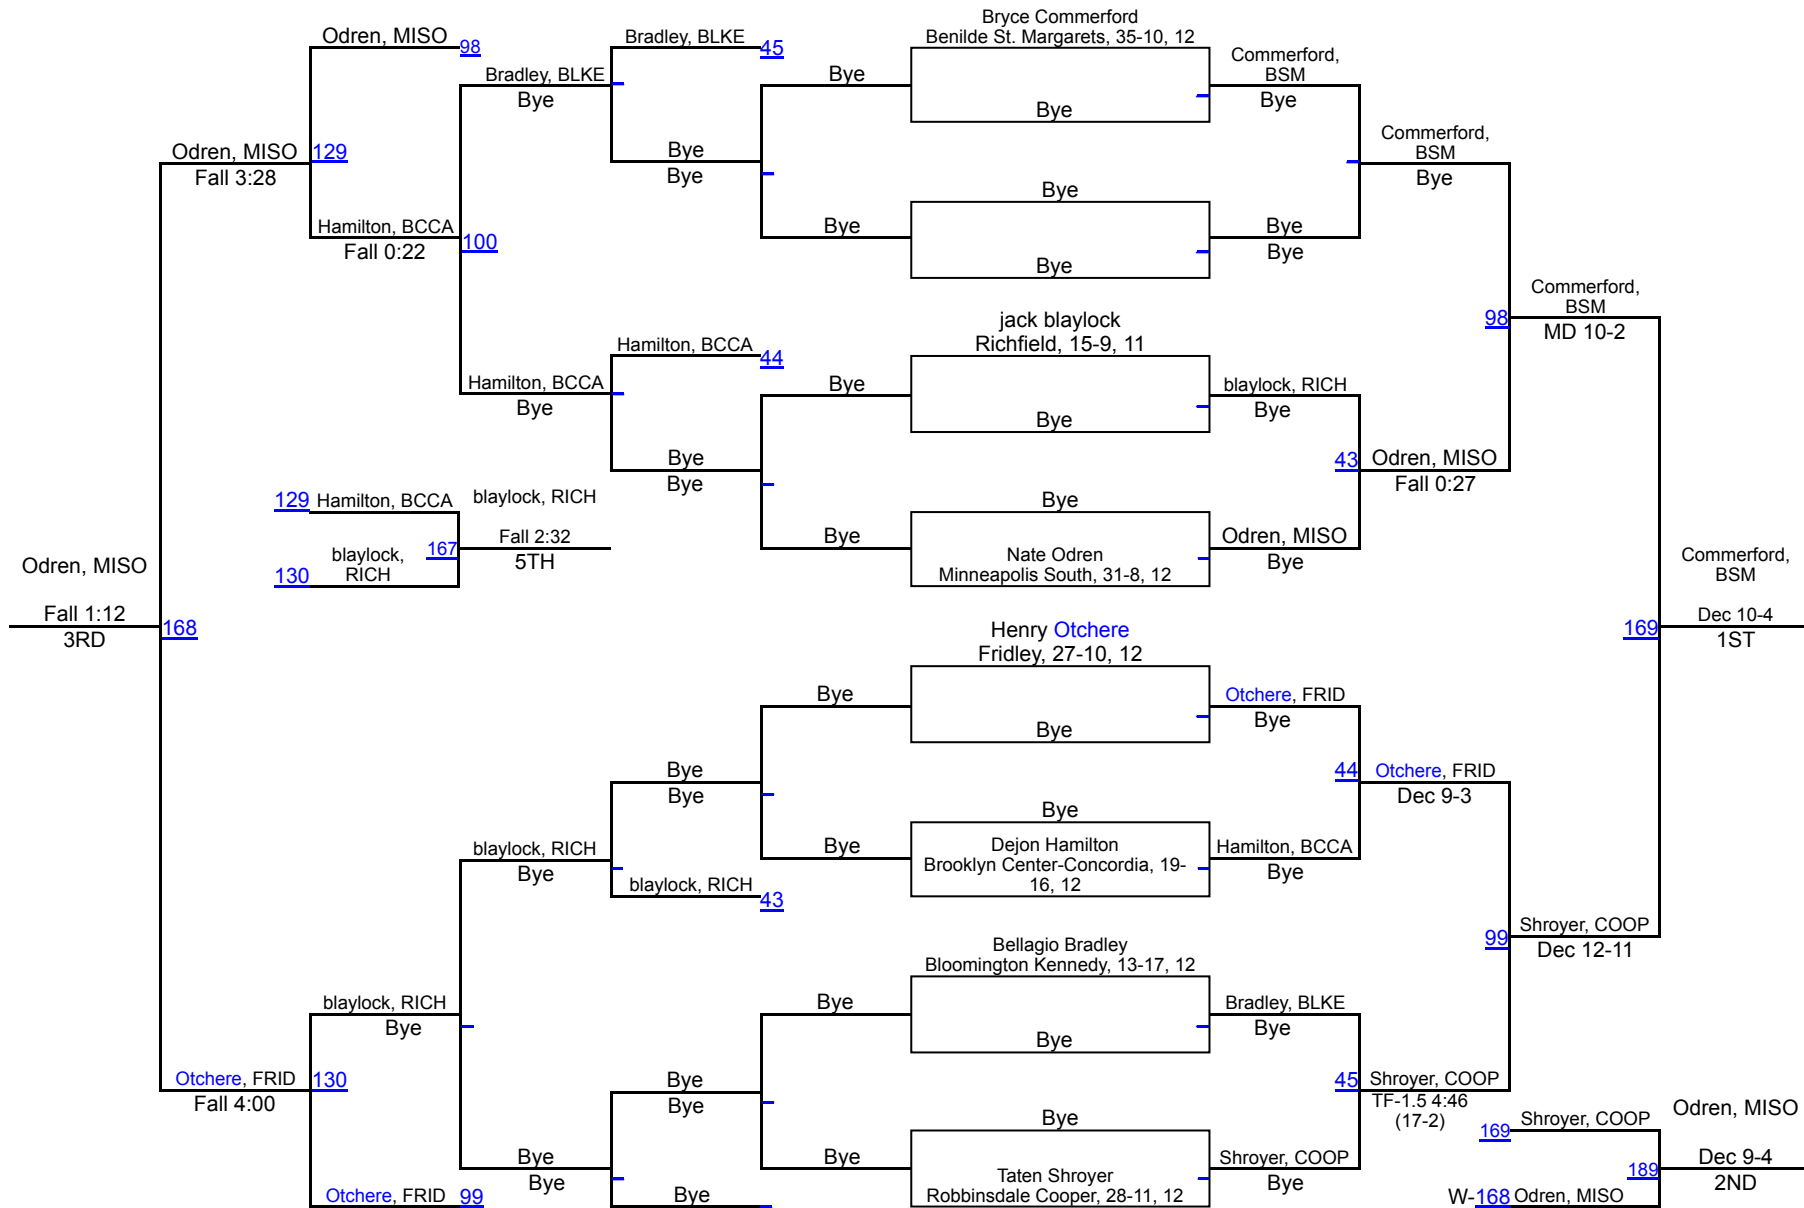 Odren, MISO
98
Bradley, BLKE
45
Bryce Commerford
Benilde St. Margarets, 35-10, 12
Bye
Commerford,
BSM
Bye
Bradley, BLKE
Bye
Bye
Bye
Bye
Commerford,
BSM
Bye
Odren, MISO
129
Fall 3:28
Bye
Bye
Bye
Bye
Bye
Hamilton, BCCA
100
Fall 0:22
Commerford,
BSM
98
MD 10-2
jack blaylock
Richfield, 15-9, 11
Hamilton, BCCA
44
Bye
blaylock, RICH
Bye
Bye
Hamilton, BCCA
Bye
Bye
Bye
43
Odren, MISO
Fall 0:27
129
Hamilton, BCCA
blaylock, RICH
Fall 2:32
167
5TH
blaylock,
RICH
130
Bye
Bye
Nate Odren
Minneapolis South, 31-8, 12
Odren, MISO
Bye
Odren, MISO
Fall 1:12
3RD
168
Commerford,
BSM
Dec 10-4
169
1ST
Henry Otchere
Fridley, 27-10, 12
Bye
Bye
Otchere, FRID
Bye
Bye
Bye
44
Otchere, FRID
Dec 9-3
Bye
Bye
Dejon Hamilton
Brooklyn Center-Concordia, 19-
16, 12
Hamilton, BCCA
Bye
blaylock, RICH
Bye
blaylock, RICH
43
Shroyer, COOP
99
Dec 12-11
Bellagio Bradley
Bloomington Kennedy, 13-17, 12
Bye
Bye
Bradley, BLKE
Bye
blaylock, RICH
Bye
Otchere, FRID
130
Fall 4:00
Bye
Bye
45
Shroyer, COOP
TF-1.5 4:46
(17-2)
Bye
Bye
Taten Shroyer
Robbinsdale Cooper, 28-11, 12
Shroyer, COOP
Bye
Bye
Bye
Otchere, FRID
99
Bye
169
Shroyer, COOP
Odren, MISO
Dec 9-4
189
2ND
W-168
Odren, MISO